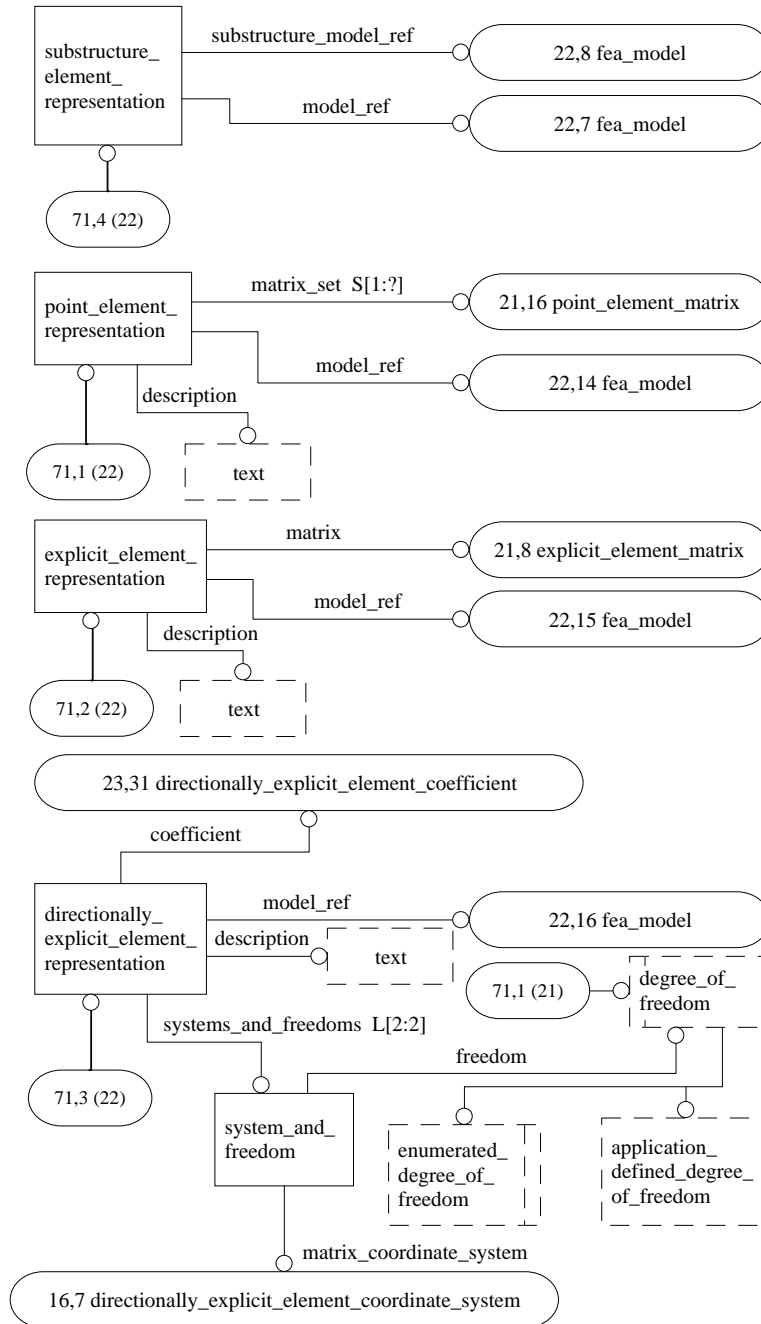 substructure_model_ref
substructure_
element_
representation
22,8 fea_model
model_ref
22,7 fea_model
71,4 (22)
matrix_set S[1:?]
point_element_
representation
21,16 point_element_matrix
model_ref
22,14 fea_model
description
71,1 (22)
text
matrix
explicit_element_
representation
21,8 explicit_element_matrix
model_ref
22,15 fea_model
description
71,2 (22)
text
23,31 directionally_explicit_element_coefficient
coefficient
directionally_
explicit_element_
representation
model_ref
22,16 fea_model
description
text
71,1 (21)
degree_of_
freedom
systems_and_freedoms L[2:2]
freedom
71,3 (22)
system_and_
freedom
enumerated_
degree_of_
freedom
application_
defined_degree_
of_freedom
matrix_coordinate_system
16,7 directionally_explicit_element_coordinate_system